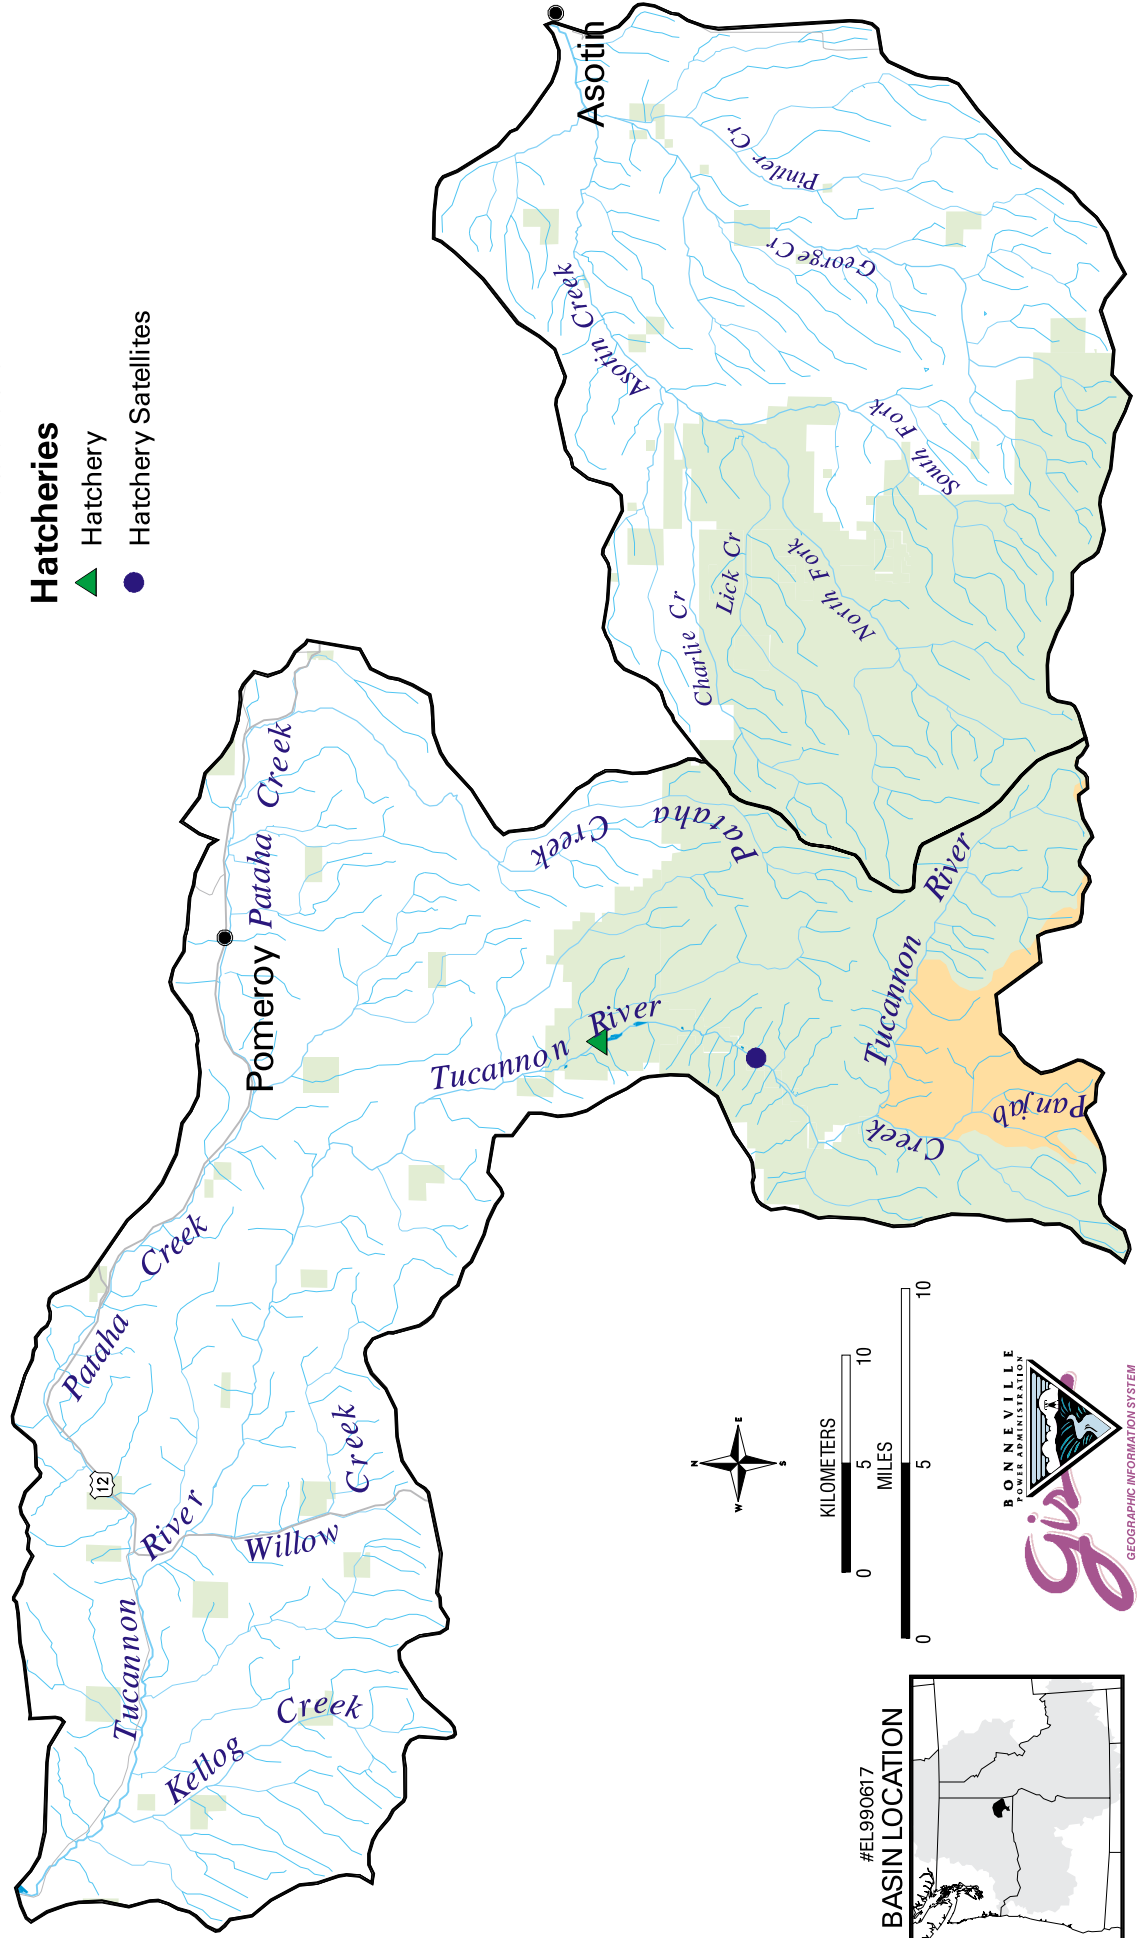 Hatcheries
Hatchery
Hatchery Satellites
Asotin
Pintler Cr
George Cr
Asotin Creek
South Fork
North Fork
Lick Cr
Charlie Cr
Pataha Creek
Pataha Creek
Pomeroy
Tucannon River
Tucannon River
Panjab Creek
Pataha Creek
12
Tucannon River
Willow Creek
Kellog Creek
N
E
S
W
KILOMETERS
0 5 10
MILES
0 5 10
BONNEVILLE
POWER ADMINISTRATION
gis
GEOGRAPHIC INFORMATION SYSTEM
#EL990617
BASIN LOCATION